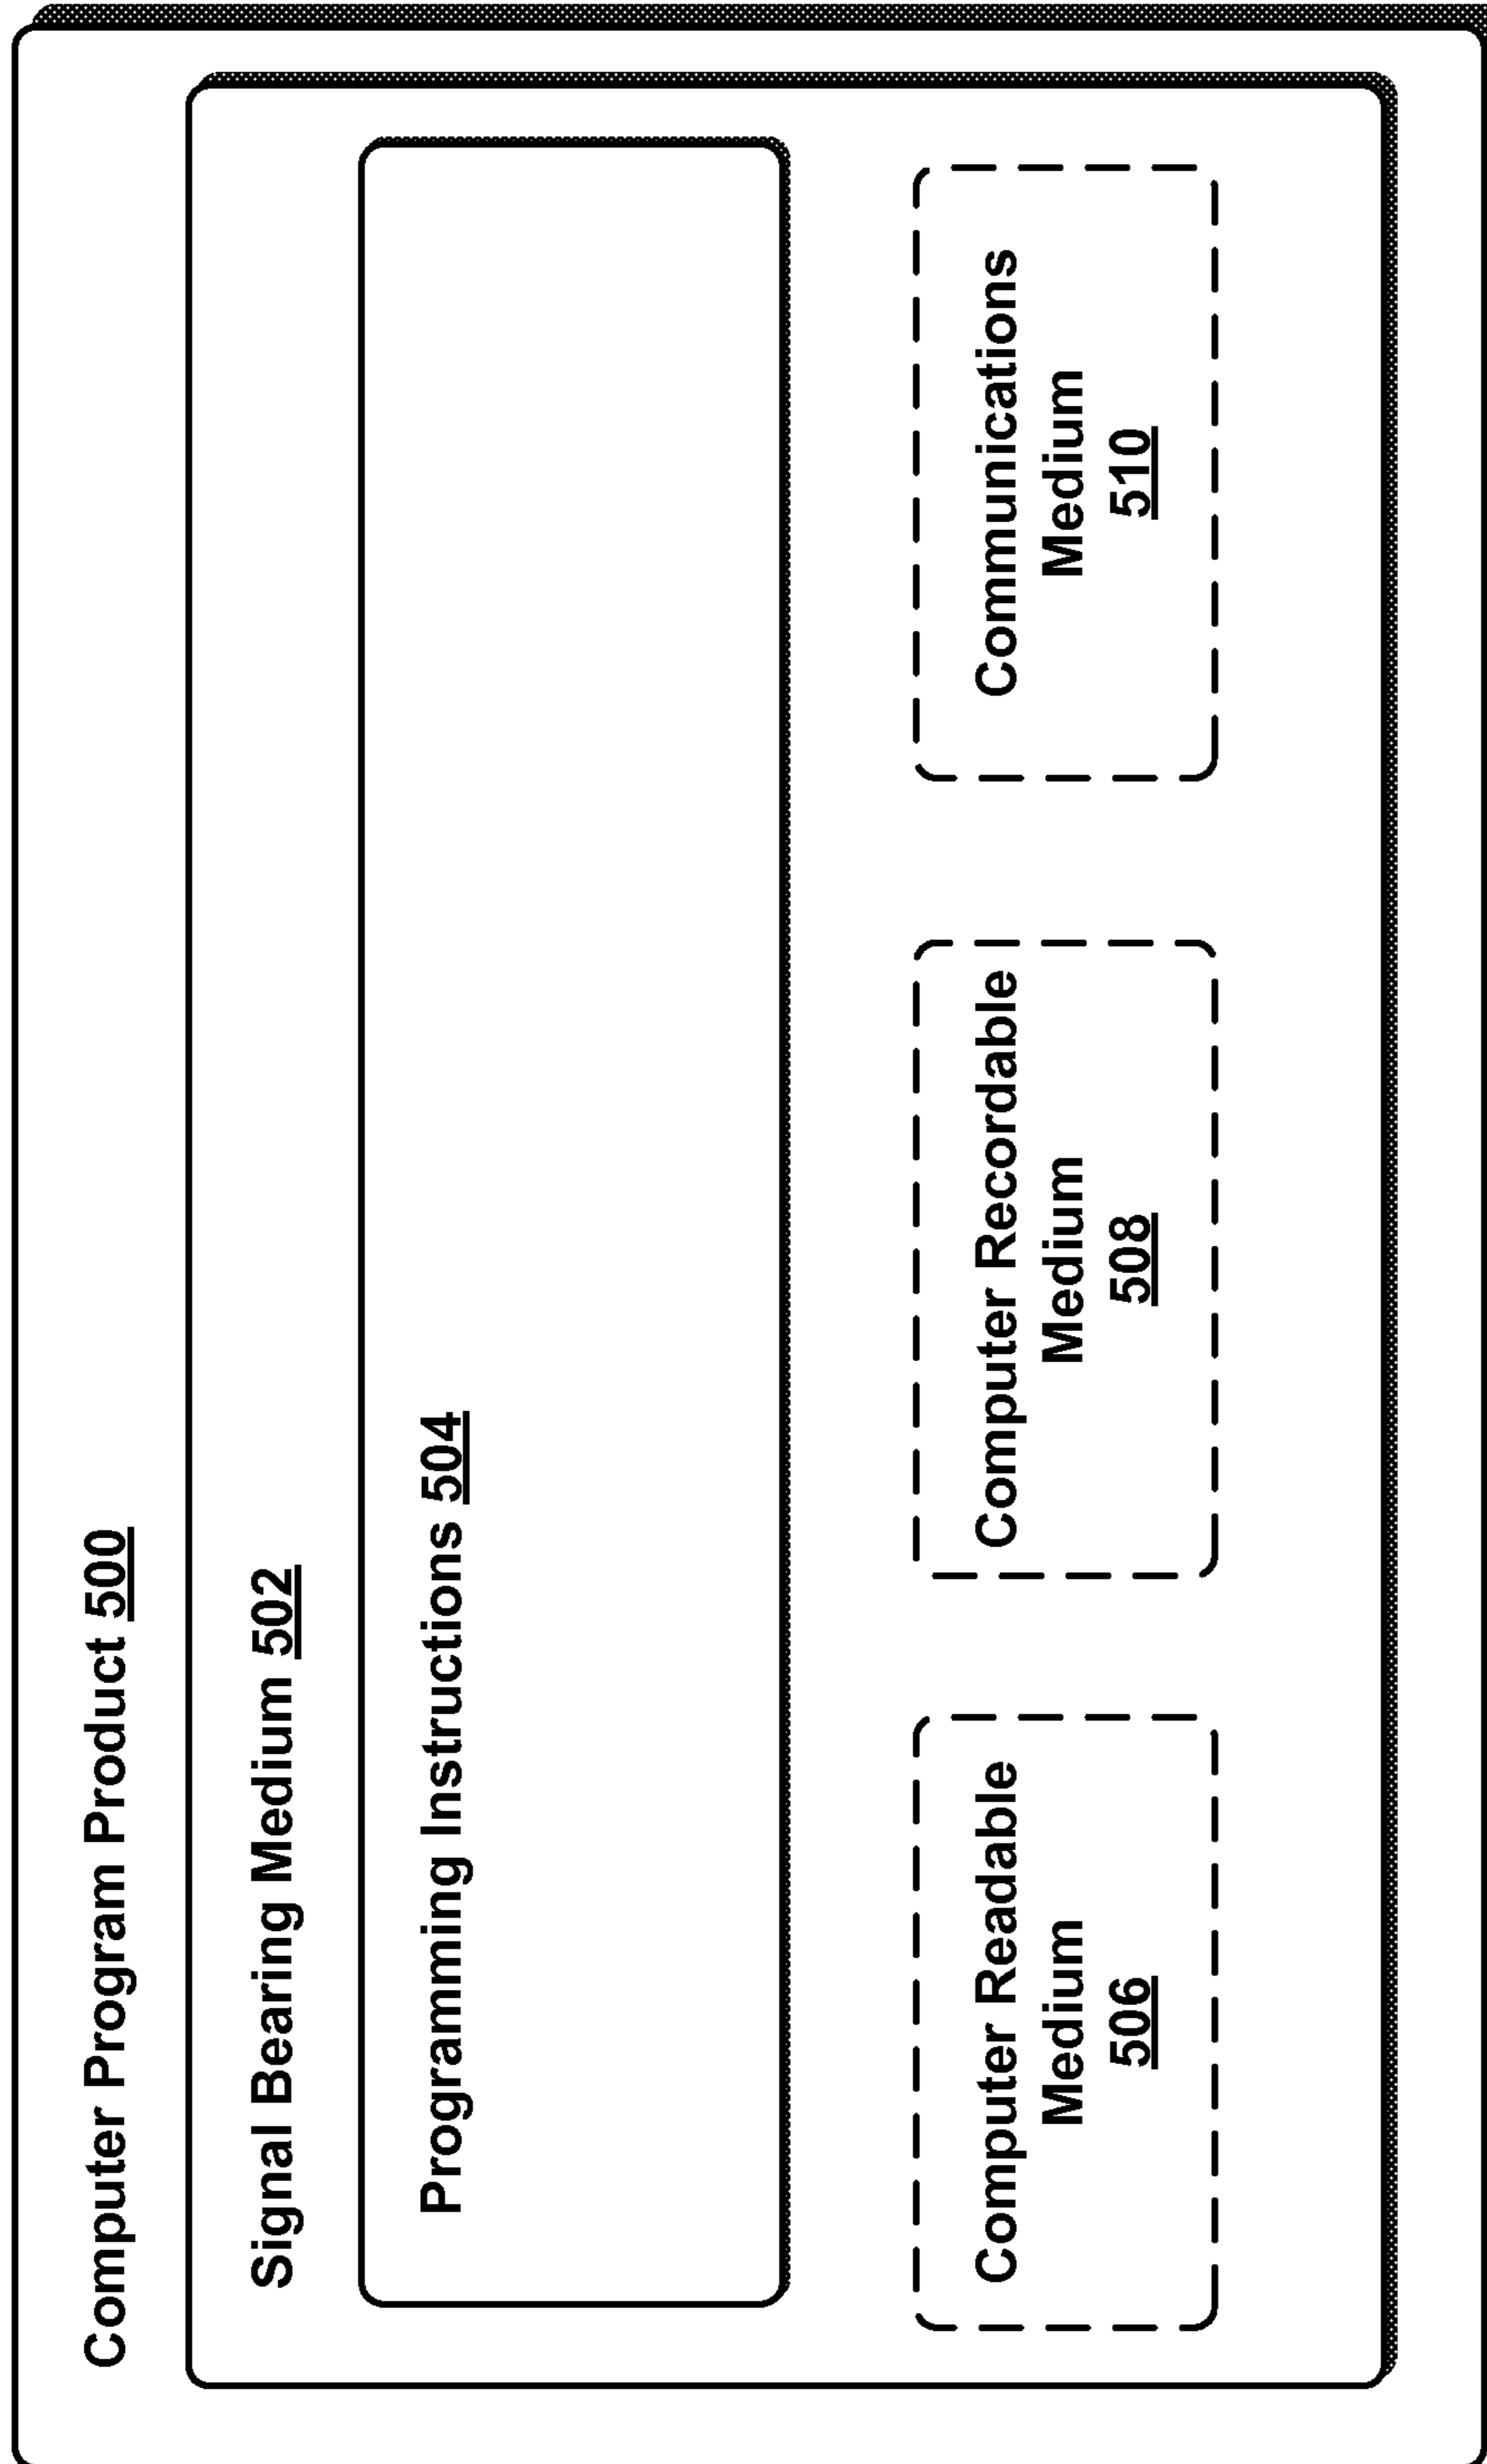 Computer Program Product 500
Signal Bearing Medium 502
Programming Instructions 504
Computer Readable
Medium
506
Computer Recordable
Medium
508
Communications
Medium
510